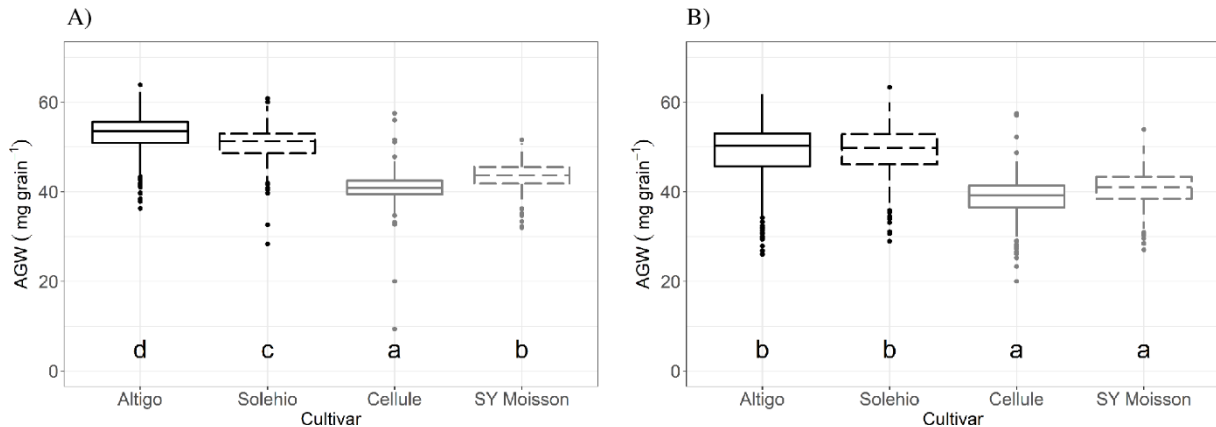 A)
AGW ( mg grain⁻¹)
60
40
20
0
d c a b
Altigo Solehio Cellule SY Moisson
Cultivar
B)
AGW ( mg grain⁻¹)
60
40
20
0
b b a a
Altigo Solehio Cellule SY Moisson
Cultivar